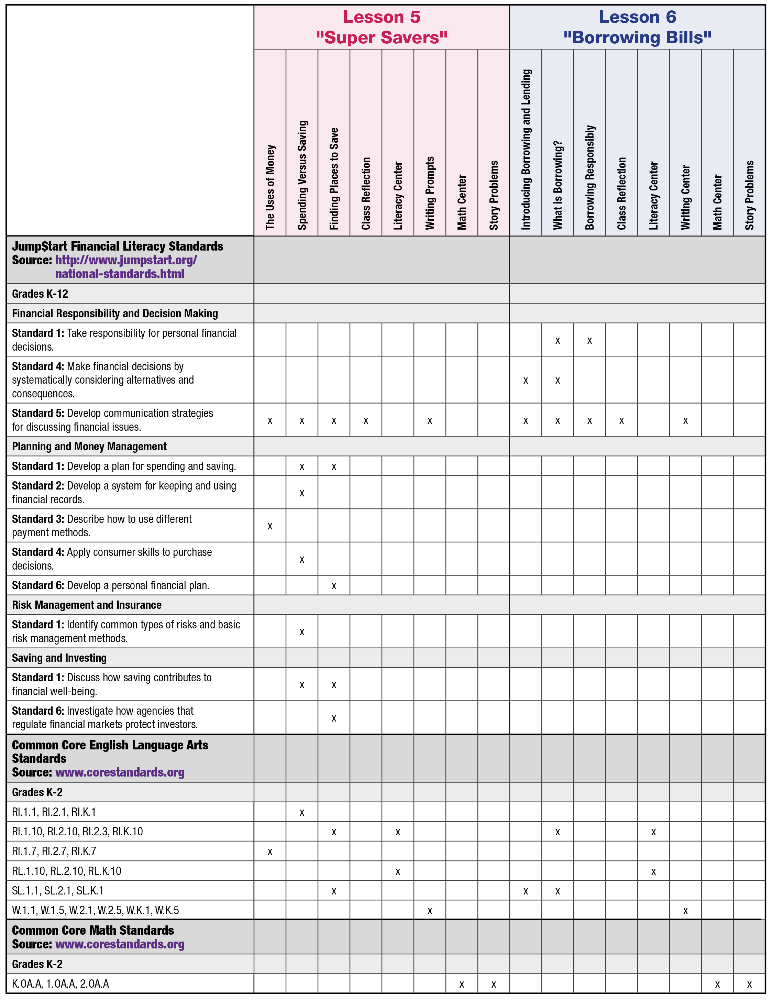 Lesson 5
"Super Savers"
Lesson 6
"Borrowing Bills"
The Uses of Money
Spending Versus Saving
Finding Places to Save
Class Reflection
Literacy Center
Writing Prompts
Math Center
Story Problems
Introducing Borrowing and Lending
What is Borrowing?
Borrowing Responsibly
Class Reflection
Literacy Center
Writing Center
Math Center
Story Problems
Jump$tart Financial Literacy Standards
Source: http://www.jumpstart.org/
national-standards.html
Grades K-12
Financial Responsibility and Decision Making
Standard 1: Take responsibility for personal financial
decisions.
x x
Standard 4: Make financial decisions by
systematically considering alternatives and
consequences.
x x
Standard 5: Develop communication strategies
for discussing financial issues.
x x x x x x x x x x
Planning and Money Management
Standard 1: Develop a plan for spending and saving.
x x
Standard 2: Develop a system for keeping and using
financial records.
x
Standard 3: Describe how to use different
payment methods.
x
Standard 4: Apply consumer skills to purchase
decisions.
x
Standard 6: Develop a personal financial plan.
x
Risk Management and Insurance
Standard 1: Identify common types of risks and basic
risk management methods.
x
Saving and Investing
Standard 1: Discuss how saving contributes to
financial well-being.
x x
Standard 6: Investigate how agencies that
regulate financial markets protect investors.
x
Common Core English Language Arts
Standards
Source: www.corestandards.org
Grades K-2
RI.1.1, RI.2.1, RI.K.1
x
RI.1.10, RI.2.10, RI.2.3, RI.K.10
x x x x
RI.1.7, RI.2.7, RI.K.7
x
RL.1.10, RL.2.10, RL.K.10
x x
SL.1.1, SL.2.1, SL.K.1
x x x
W.1.1, W.1.5, W.2.1, W.2.5, W.K.1, W.K.5
x x
Common Core Math Standards
Source: www.corestandards.org
Grades K-2
K.OA.A, 1.OA.A, 2.OA.A
x x x x